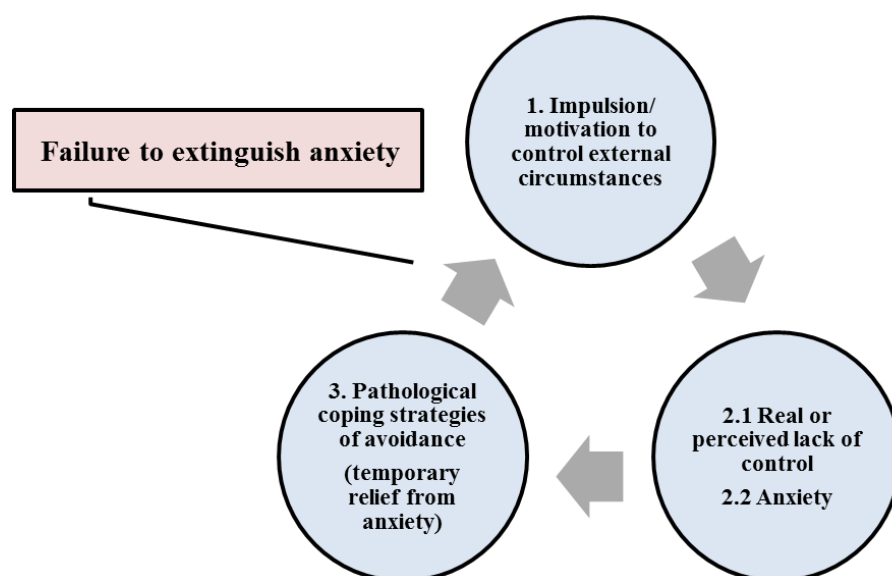 Failure to extinguish anxiety
1. Impulsion/
motivation to
control external
circumstances
2.1 Real or
perceived lack of
control
2.2 Anxiety
3. Pathological
coping strategies
of avoidance
(temporary
relief from
anxiety)